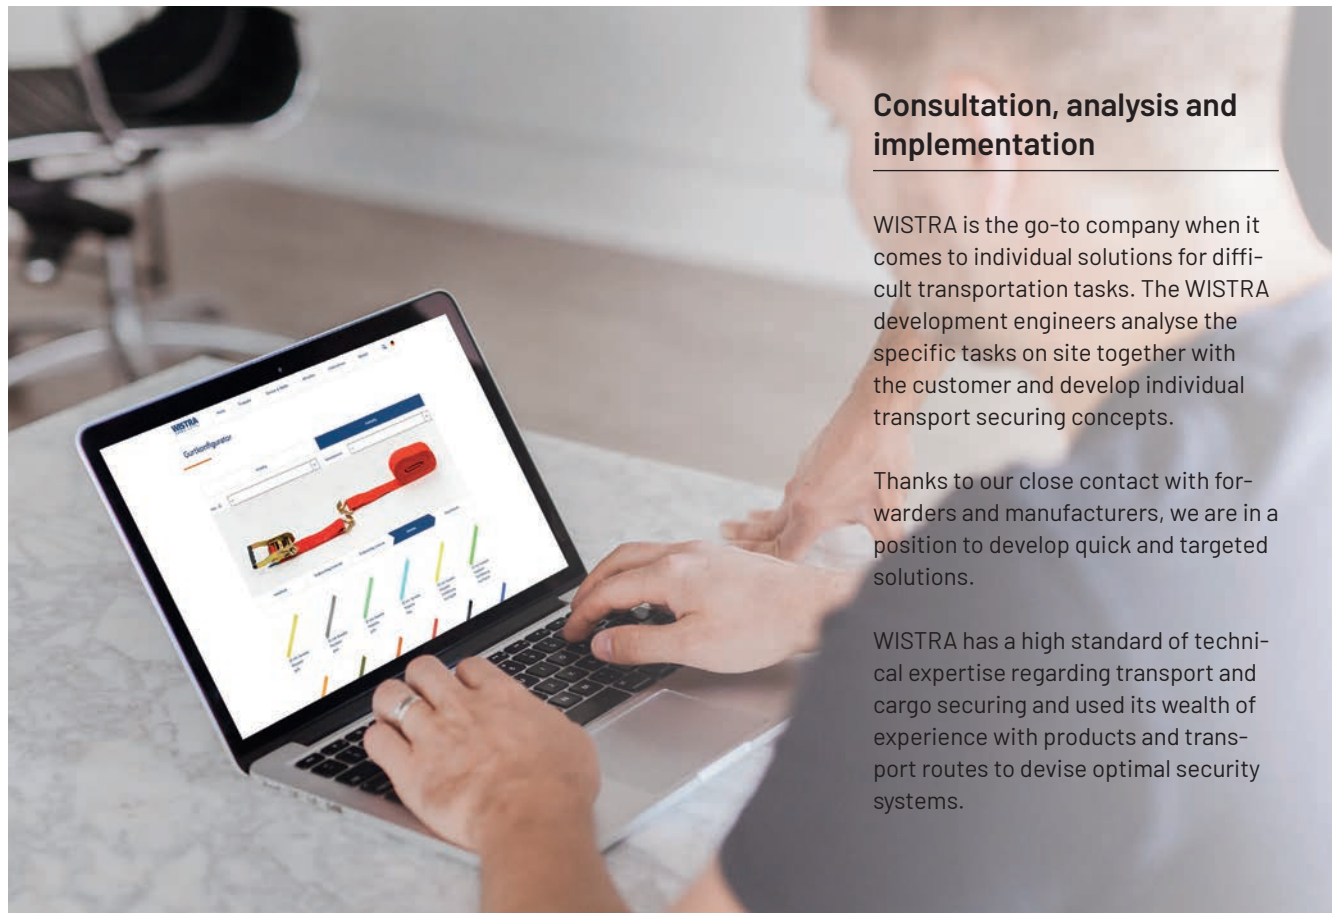 Consultation, analysis and
implementation
WISTRA is the go-to company when it
comes to individual solutions for diffi-
cult transportation tasks. The WISTRA
development engineers analyse the
specific tasks on site together with
the customer and develop individual
transport securing concepts.
Thanks to our close contact with for-
warders and manufacturers, we are in a
position to develop quick and targeted
solutions.
WISTRA has a high standard of techni-
cal expertise regarding transport and
cargo securing and used its wealth of
experience with products and trans-
port routes to devise optimal security
systems.
WISTRA
Gurtkonfigurator